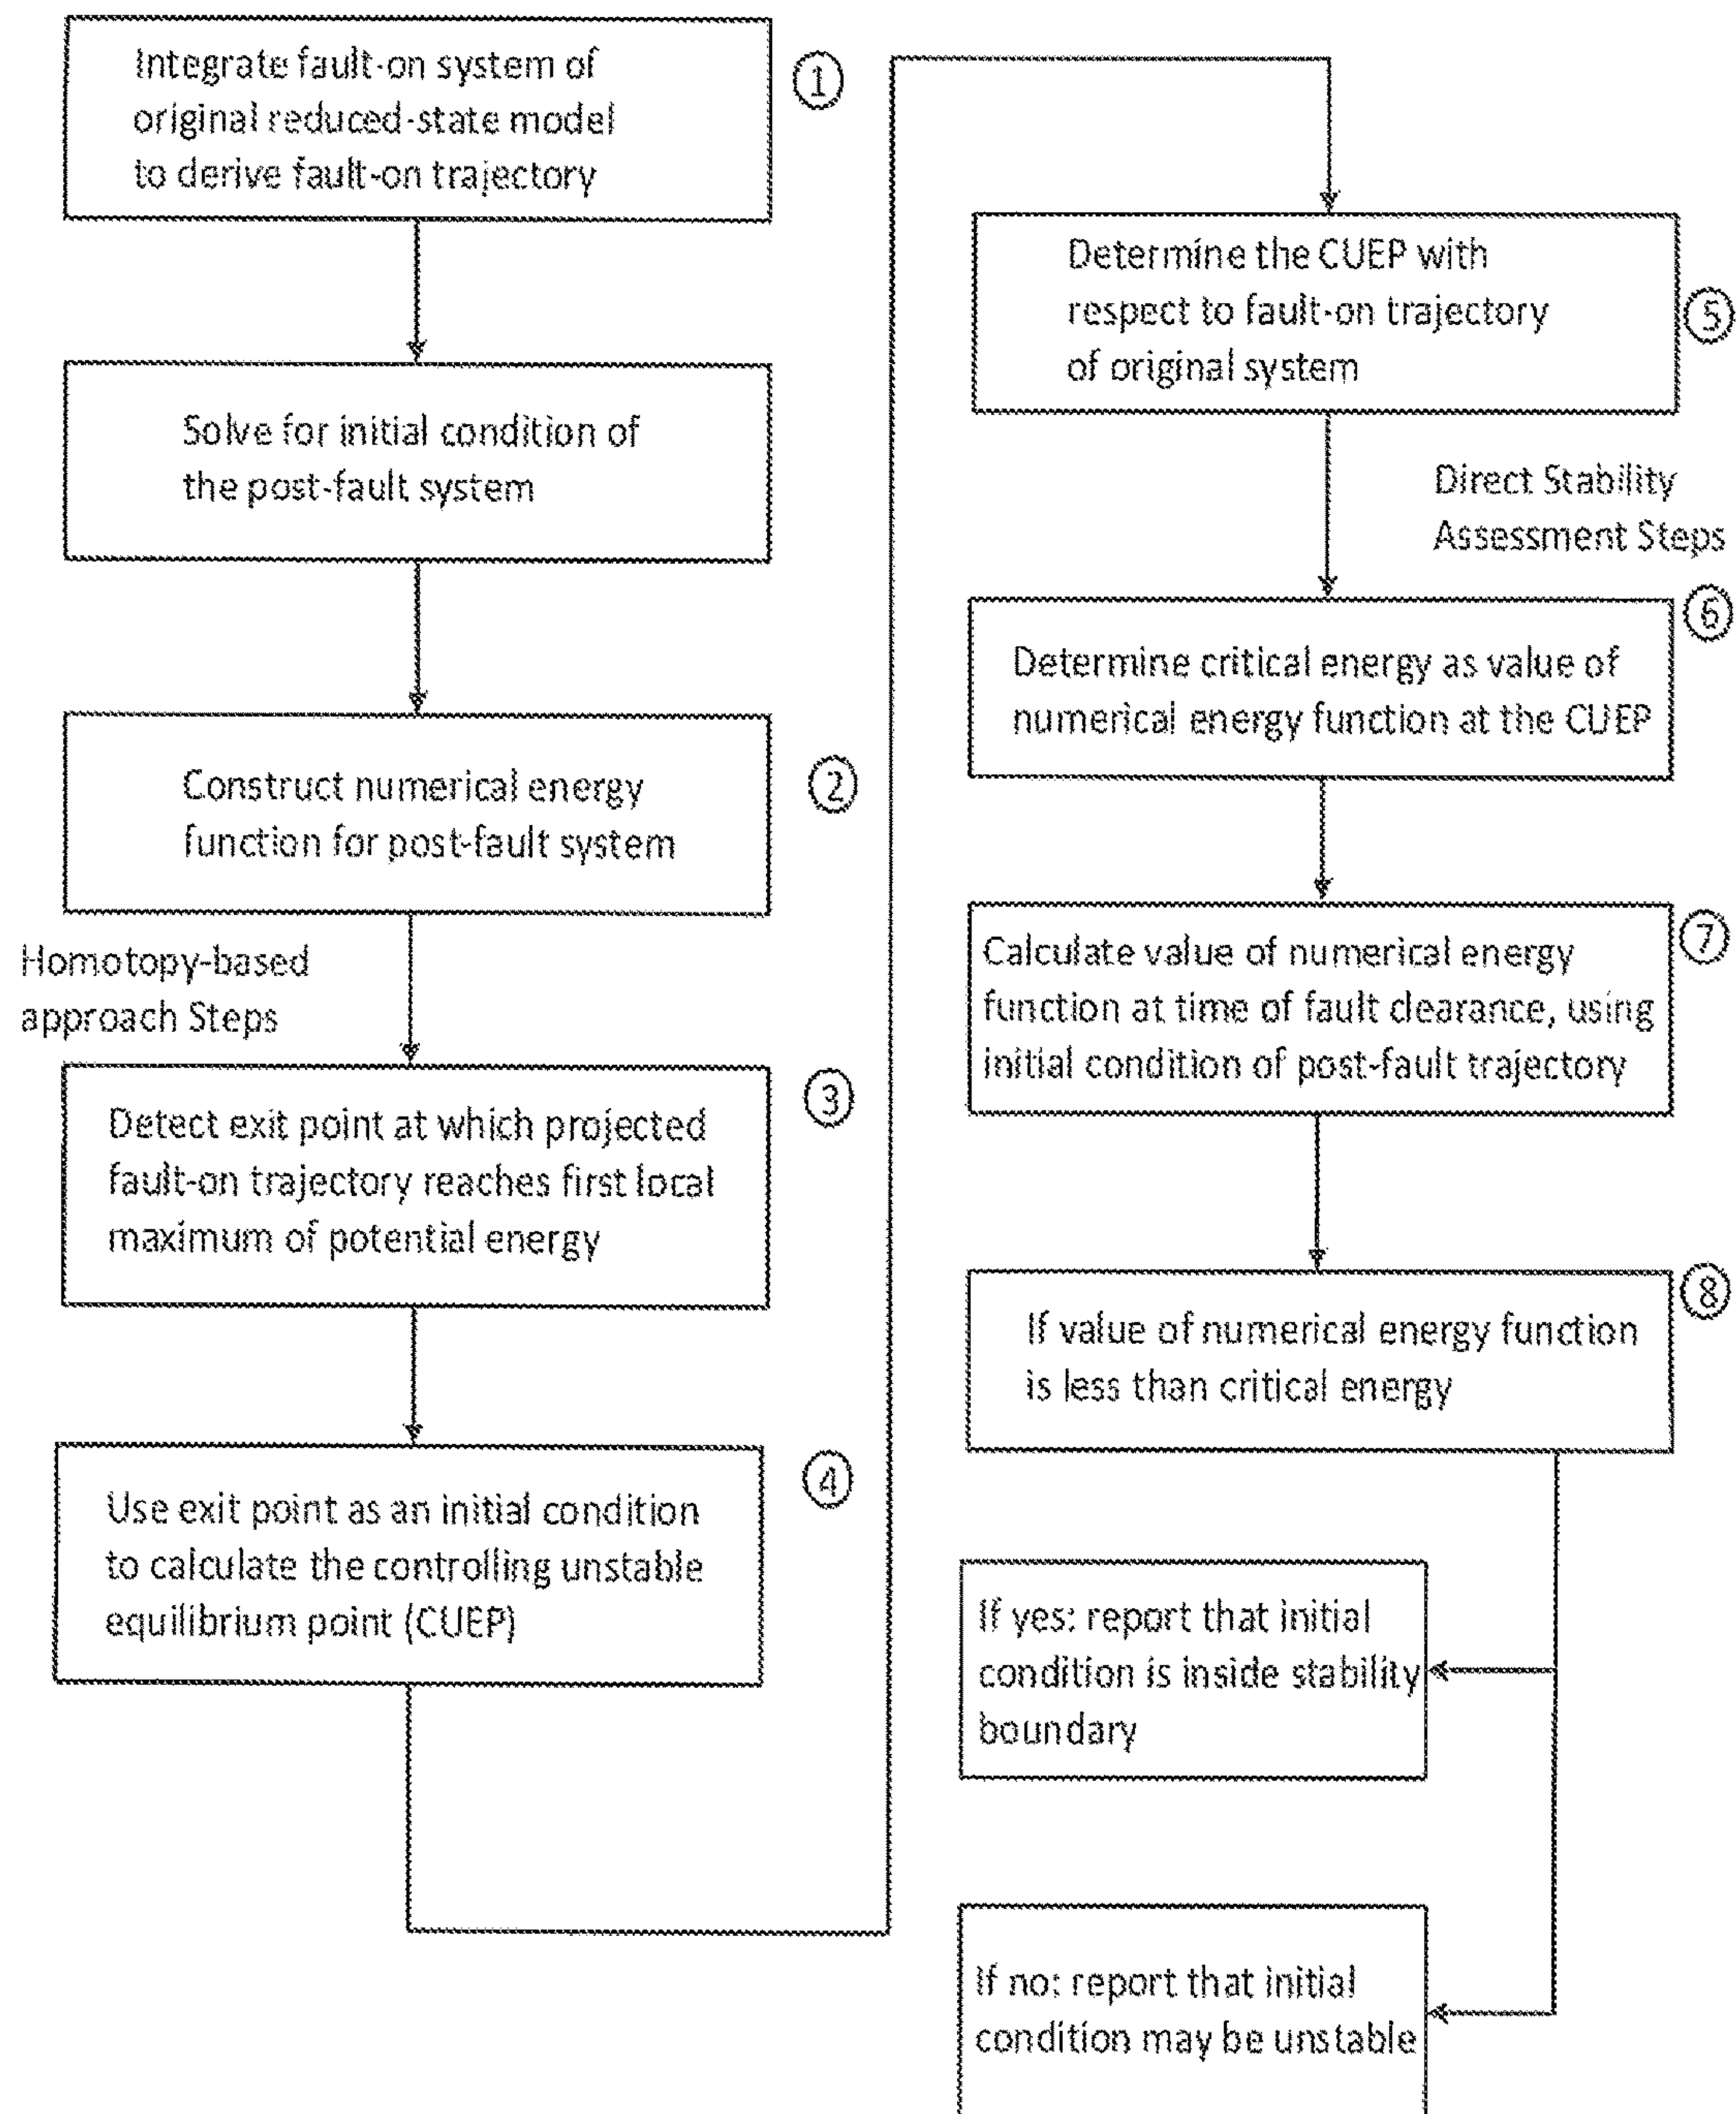 Integrate fault-on system of
original reduced-state model
to derive fault-on trajectory
1
Solve for initial condition of
the post-fault system
Construct numerical energy
function for post-fault system
2
Homotopy-based
approach Steps
Detect exit point at which projected
fault-on trajectory reaches first local
maximum of potential energy
3
Use exit point as an initial condition
to calculate the controlling unstable
equilibrium point (CUEP)
4
Determine the CUEP with
respect to fault-on trajectory
of original system
5
Direct Stability
Assessment Steps
Determine critical energy as value of
numerical energy function at the CUEP
6
Calculate value of numerical energy
function at time of fault clearance, using
initial condition of post-fault trajectory
7
If value of numerical energy function
is less than critical energy
8
If yes: report that initial
condition is inside stability
boundary
If no: report that initial
condition may be unstable